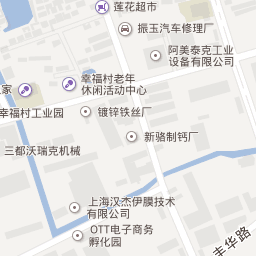 莲花超市
振玉汽车修理厂
阿美泰克工业
设备有限公司
幸福村老年
休闲活动中心
家
幸福村工业园
镀锌铁丝厂
新骆制钙厂
三都沃瑞克机械
上海汉杰伊膜技术
有限公司
OTT电子商务
孵化园
丰华路